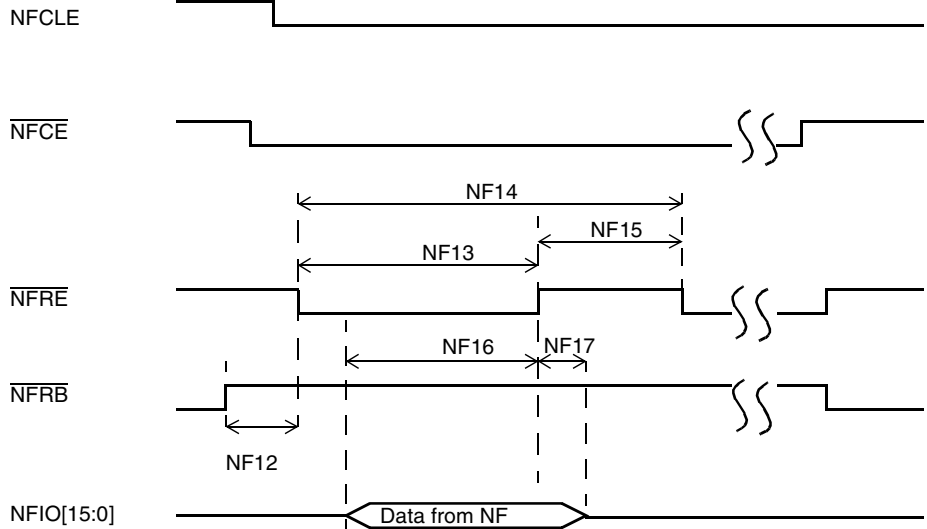 NFCLE
NFCE
NF14
NF15
NF13
NFRE
NF16
NF17
NFRB
NF12
NFIO[15:0]
Data from NF